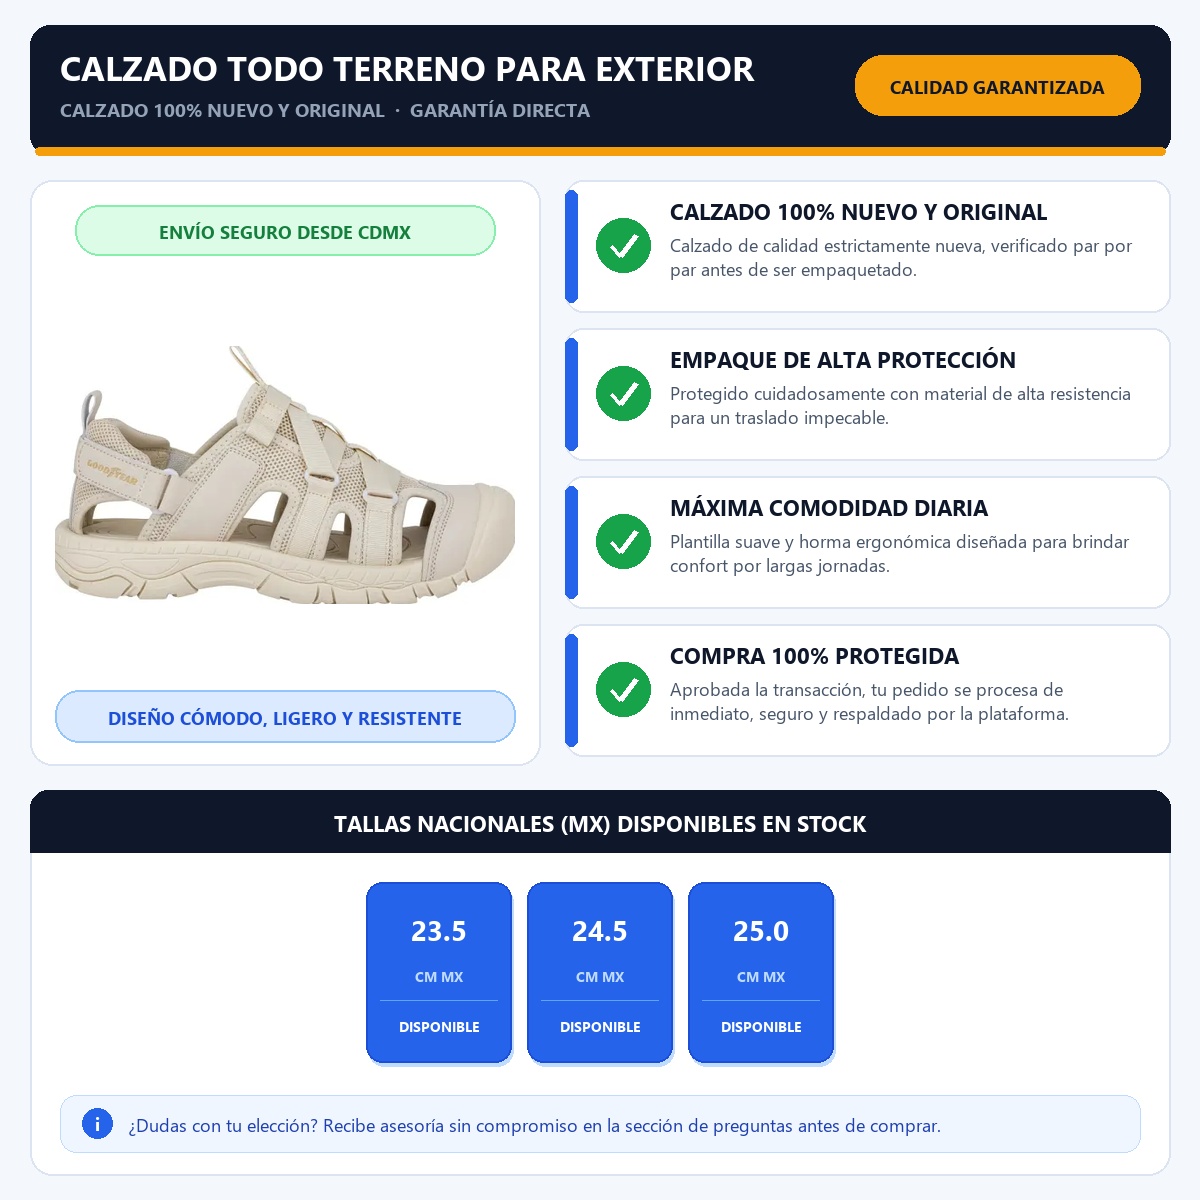 CALZADO TODO TERRENO PARA EXTERIOR
CALZADO 100% NUEVO Y ORIGINAL · GARANTÍA DIRECTA
CALIDAD GARANTIZADA
ENVÍO SEGURO DESDE CDMX
GOODYEAR
DISEÑO CÓMODO, LIGERO Y RESISTENTE
CALZADO 100% NUEVO Y ORIGINAL
Calzado de calidad estrictamente nueva, verificado par por
par antes de ser empaquetado.
EMPAQUE DE ALTA PROTECCIÓN
Protegido cuidadosamente con material de alta resistencia
para un traslado impecable.
MÁXIMA COMODIDAD DIARIA
Plantilla suave y horma ergonómica diseñada para brindar
confort por largas jornadas.
COMPRA 100% PROTEGIDA
Aprobada la transacción, tu pedido se procesa de
inmediato, seguro y respaldado por la plataforma.
TALLAS NACIONALES (MX) DISPONIBLES EN STOCK
23.5
CM MX
DISPONIBLE
24.5
CM MX
DISPONIBLE
25.0
CM MX
DISPONIBLE
¿Dudas con tu elección? Recibe asesoría sin compromiso en la sección de preguntas antes de comprar.